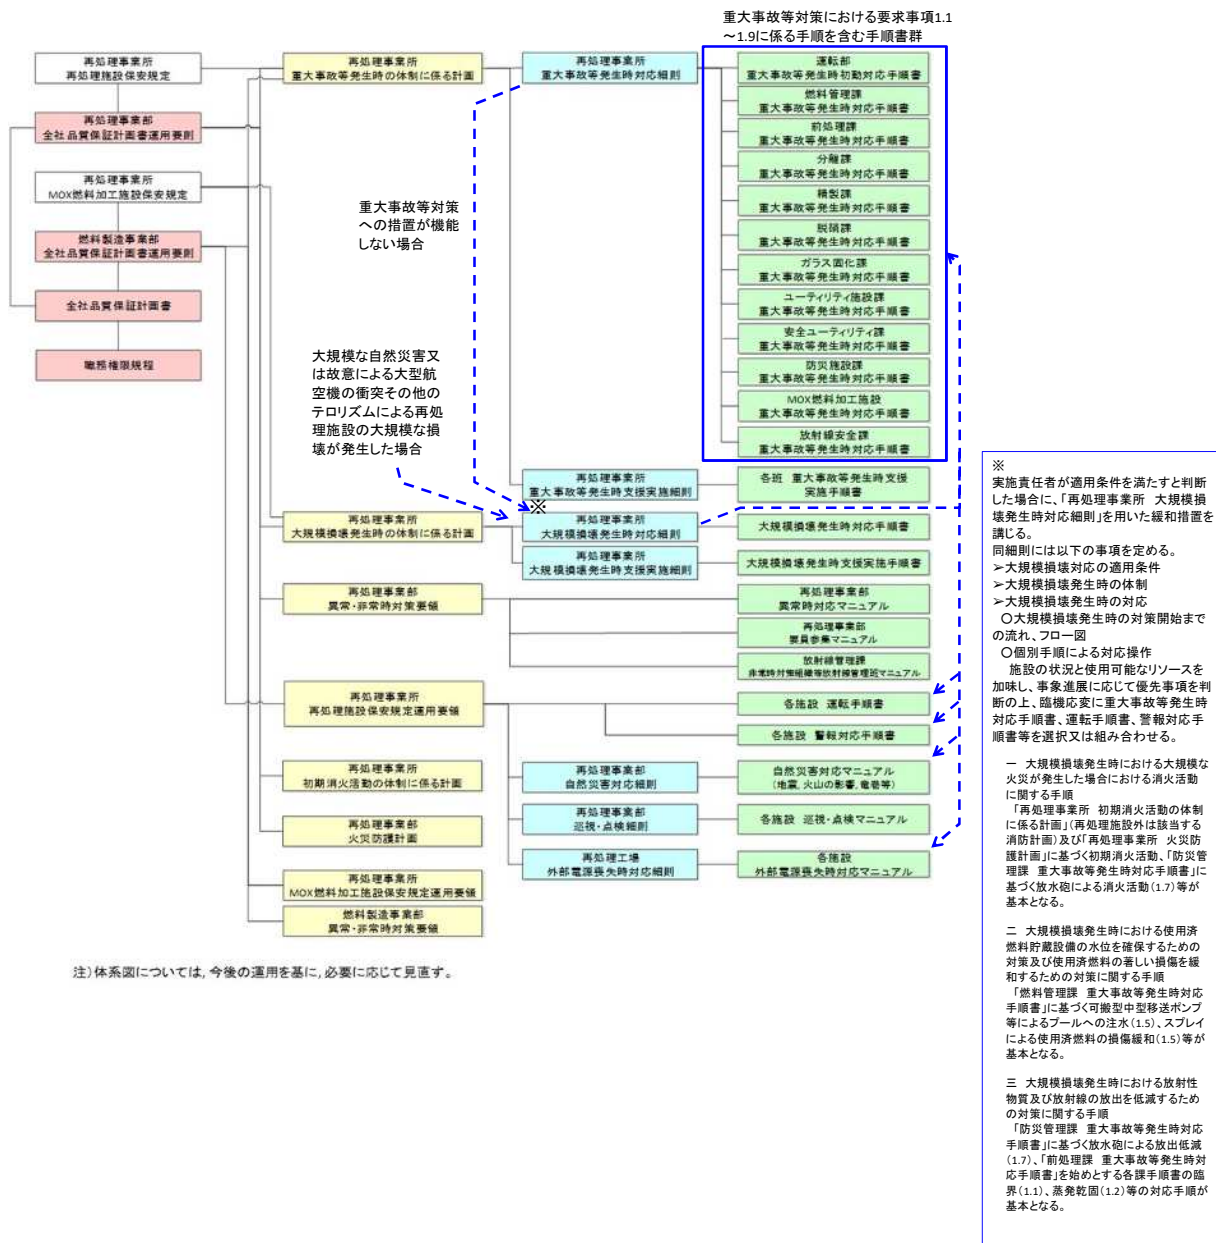 重大事故等対策における要求事項1.1
～1.9に係る手順を含む手順書群
再処理事業所
再処理施設保安規定
再処理事業部
全社品質保証計画書運用要則
再処理事業所
MOX燃料加工施設保安規定
燃料製造事業部
全社品質保証計画書運用要則
全社品質保証計画書
職務権限規程
再処理事業所
重大事故等発生時の体制に係る計画
再処理事業所
大規模損壊発生時の体制に係る計画
再処理事業部
異常・非常時対策要領
再処理事業所
再処理施設保安規定運用要領
再処理事業所
初期消火活動の体制に係る計画
再処理事業部
火災防護計画
再処理事業所
MOX燃料加工施設保安規定運用要領
燃料製造事業部
異常・非常時対策要領
重大事故等対策
への措置が機能
しない場合
大規模な自然災害又
は故意による大型航
空機の衝突その他の
テロリズムによる再処
理施設の大規模な損
壊が発生した場合
再処理事業所
重大事故等発生時対応細則
再処理事業所
重大事故等発生時支援実施細則
※
再処理事業所
大規模損壊発生時対応細則
再処理事業所
大規模損壊発生時支援実施細則
再処理事業部
自然災害対応細則
再処理事業部
巡視・点検細則
再処理工場
外部電源喪失時対応細則
運転部
重大事故等発生時初動対応手順書
燃料管理課
重大事故等発生時対応手順書
前処理課
重大事故等発生時対応手順書
分離課
重大事故等発生時対応手順書
精製課
重大事故等発生時対応手順書
脱硝課
重大事故等発生時対応手順書
ガラス固化課
重大事故等発生時対応手順書
ユーティリティ施設課
重大事故等発生時対応手順書
安全ユーティリティ課
重大事故等発生時対応手順書
防災施設課
重大事故等発生時対応手順書
MOX燃料加工施設
重大事故等発生時対応手順書
放射線安全課
重大事故等発生時対応手順書
各班 重大事故等発生時支援
実施手順書
大規模損壊発生時対応手順書
大規模損壊発生時支援実施手順書
再処理事業部
異常時対応マニュアル
再処理事業部
要員参集マニュアル
放射線管理課
非常時対策組織等放射線管理班マニュアル
各施設 運転手順書
各施設 警報対応手順書
自然災害対応マニュアル
(地震,火山の影響,竜巻等)
各施設 巡視・点検マニュアル
各施設
外部電源喪失時対応マニュアル
※
実施責任者が適用条件を満たすと判断
した場合に、「再処理事業所 大規模損
壊発生時対応細則」を用いた緩和措置を
講じる。
同細則には以下の事項を定める。
➢大規模損壊対応の適用条件
➢大規模損壊発生時の体制
➢大規模損壊発生時の対応
○大規模損壊発生時の対策開始まで
の流れ、フロー図
○個別手順による対応操作
施設の状況と使用可能なリソースを
加味し、事象進展に応じて優先事項を判
断の上、臨機応変に重大事故等発生時
対応手順書、運転手順書、警報対応手
順書等を選択又は組み合わせる。
一 大規模損壊発生時における大規模な
火災が発生した場合における消火活動
に関する手順
「再処理事業所 初期消火活動の体制
に係る計画」(再処理施設外は該当する
消防計画)及び「再処理事業所 火災防
護計画」に基づく初期消火活動、「防災管
理課 重大事故等発生時対応手順書」に
基づく放水砲による消火活動(1.7)等が
基本となる。
二 大規模損壊発生時における使用済
燃料貯蔵設備の水位を確保するための
対策及び使用済燃料の著しい損傷を緩
和するための対策に関する手順
「燃料管理課 重大事故等発生時対応
手順書」に基づく可搬型中型移送ポンプ
等によるプールへの注水(1.5)、スプレイ
による使用済燃料の損傷緩和(1.5)等が
基本となる。
三 大規模損壊発生時における放射性
物質及び放射線の放出を低減するため
の対策に関する手順
「防災管理課 重大事故等発生時対応
手順書」に基づく放水砲による放出低減
(1.7)、「前処理課 重大事故等発生時対
応手順書」を始めとする各課手順書の臨
界(1.1)、蒸発乾固(1.2)等の対応手順が
基本となる。
注)体系図については,今後の運用を基に,必要に応じて見直す。